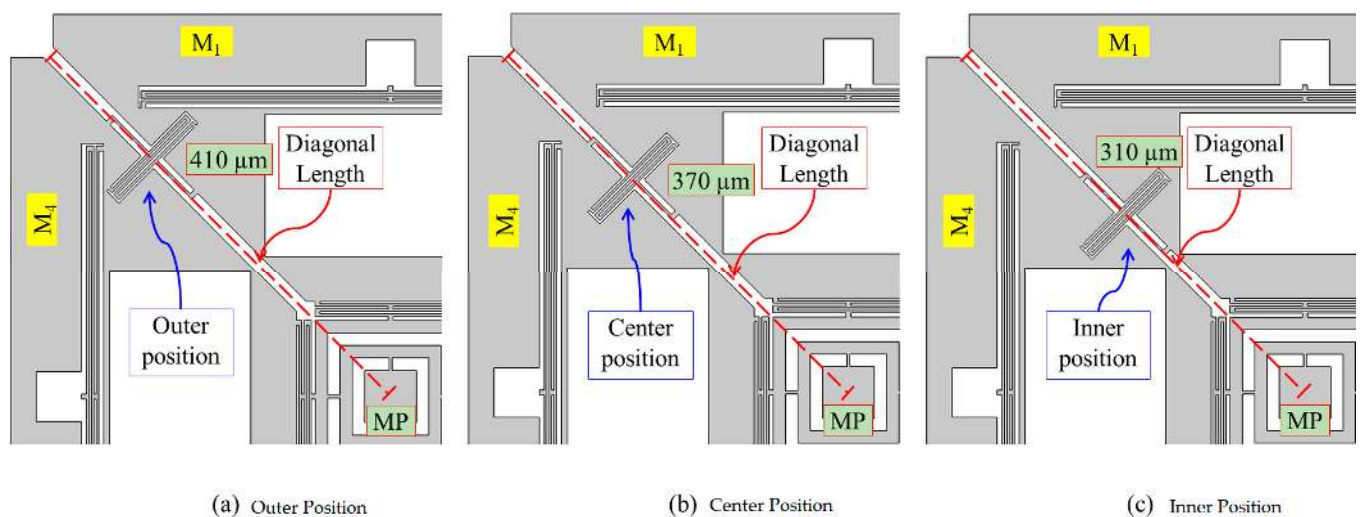 M1
410 μm
Diagonal
Length
M4
Outer
position
MP
(a) Outer Position
M1
370 μm
Diagonal
Length
M4
Center
position
MP
(b) Center Position
M1
310 μm
Diagonal
Length
M4
Inner
position
MP
(c) Inner Position